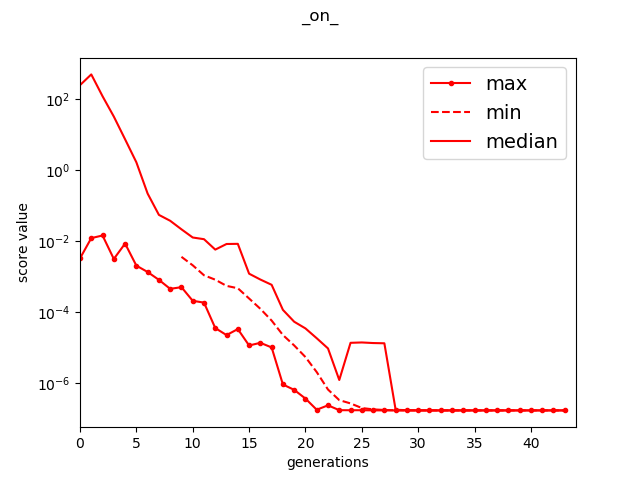 _on_
max
min
median
score value
10²
10⁰
10⁻²
10⁻⁴
10⁻⁶
0 5 10 15 20 25 30 35 40
generations